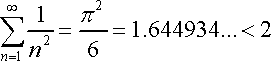 ∑_{n=1}^{∞} 1/n² = π²/6 = 1.644934... < 2